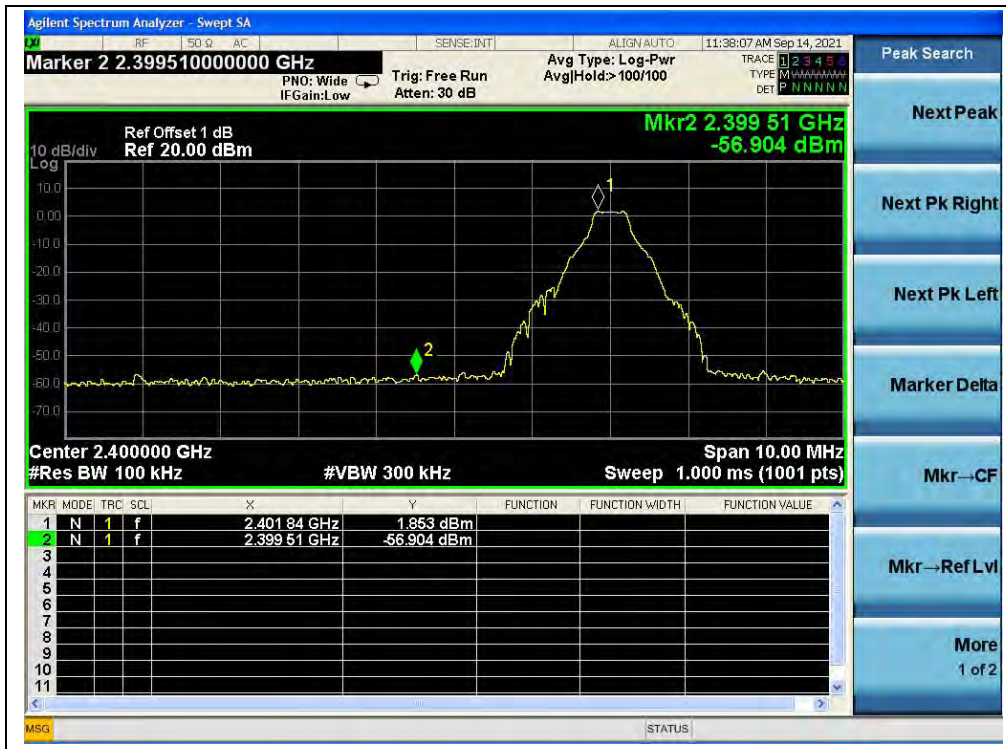 Agilent Spectrum Analyzer - Swept SA
LXI RF 50 Ω AC SENSE:INT ALIGN AUTO 11:38:07 AM Sep 14, 2021
Marker 2 2.399510000000 GHz
PNO: Wide
IFGain:Low
Trig: Free Run
Atten: 30 dB
Avg Type: Log-Pwr
Avg|Hold:>100/100
TRACE 1 2 3 4 5 6
TYPE M
DET P N N N N N
Peak Search
Next Peak
Next Pk Right
Next Pk Left
Marker Delta
Mkr→CF
Mkr→Ref Lvl
More
1 of 2
Mkr2 2.399 51 GHz
-56.904 dBm
Ref Offset 1 dB
10 dB/div Ref 20.00 dBm
Log
10.0
0.00
-10.0
-20.0
-30.0
-40.0
-50.0
-60.0
-70.0
1
2
Center 2.400000 GHz Span 10.00 MHz
#Res BW 100 kHz #VBW 300 kHz Sweep 1.000 ms (1001 pts)
MKR MODE TRC SCL X Y FUNCTION FUNCTION WIDTH FUNCTION VALUE
1 N 1 f 2.401 84 GHz 1.853 dBm
2 N 1 f 2.399 51 GHz -56.904 dBm
3
4
5
6
7
8
9
10
11
MSG STATUS